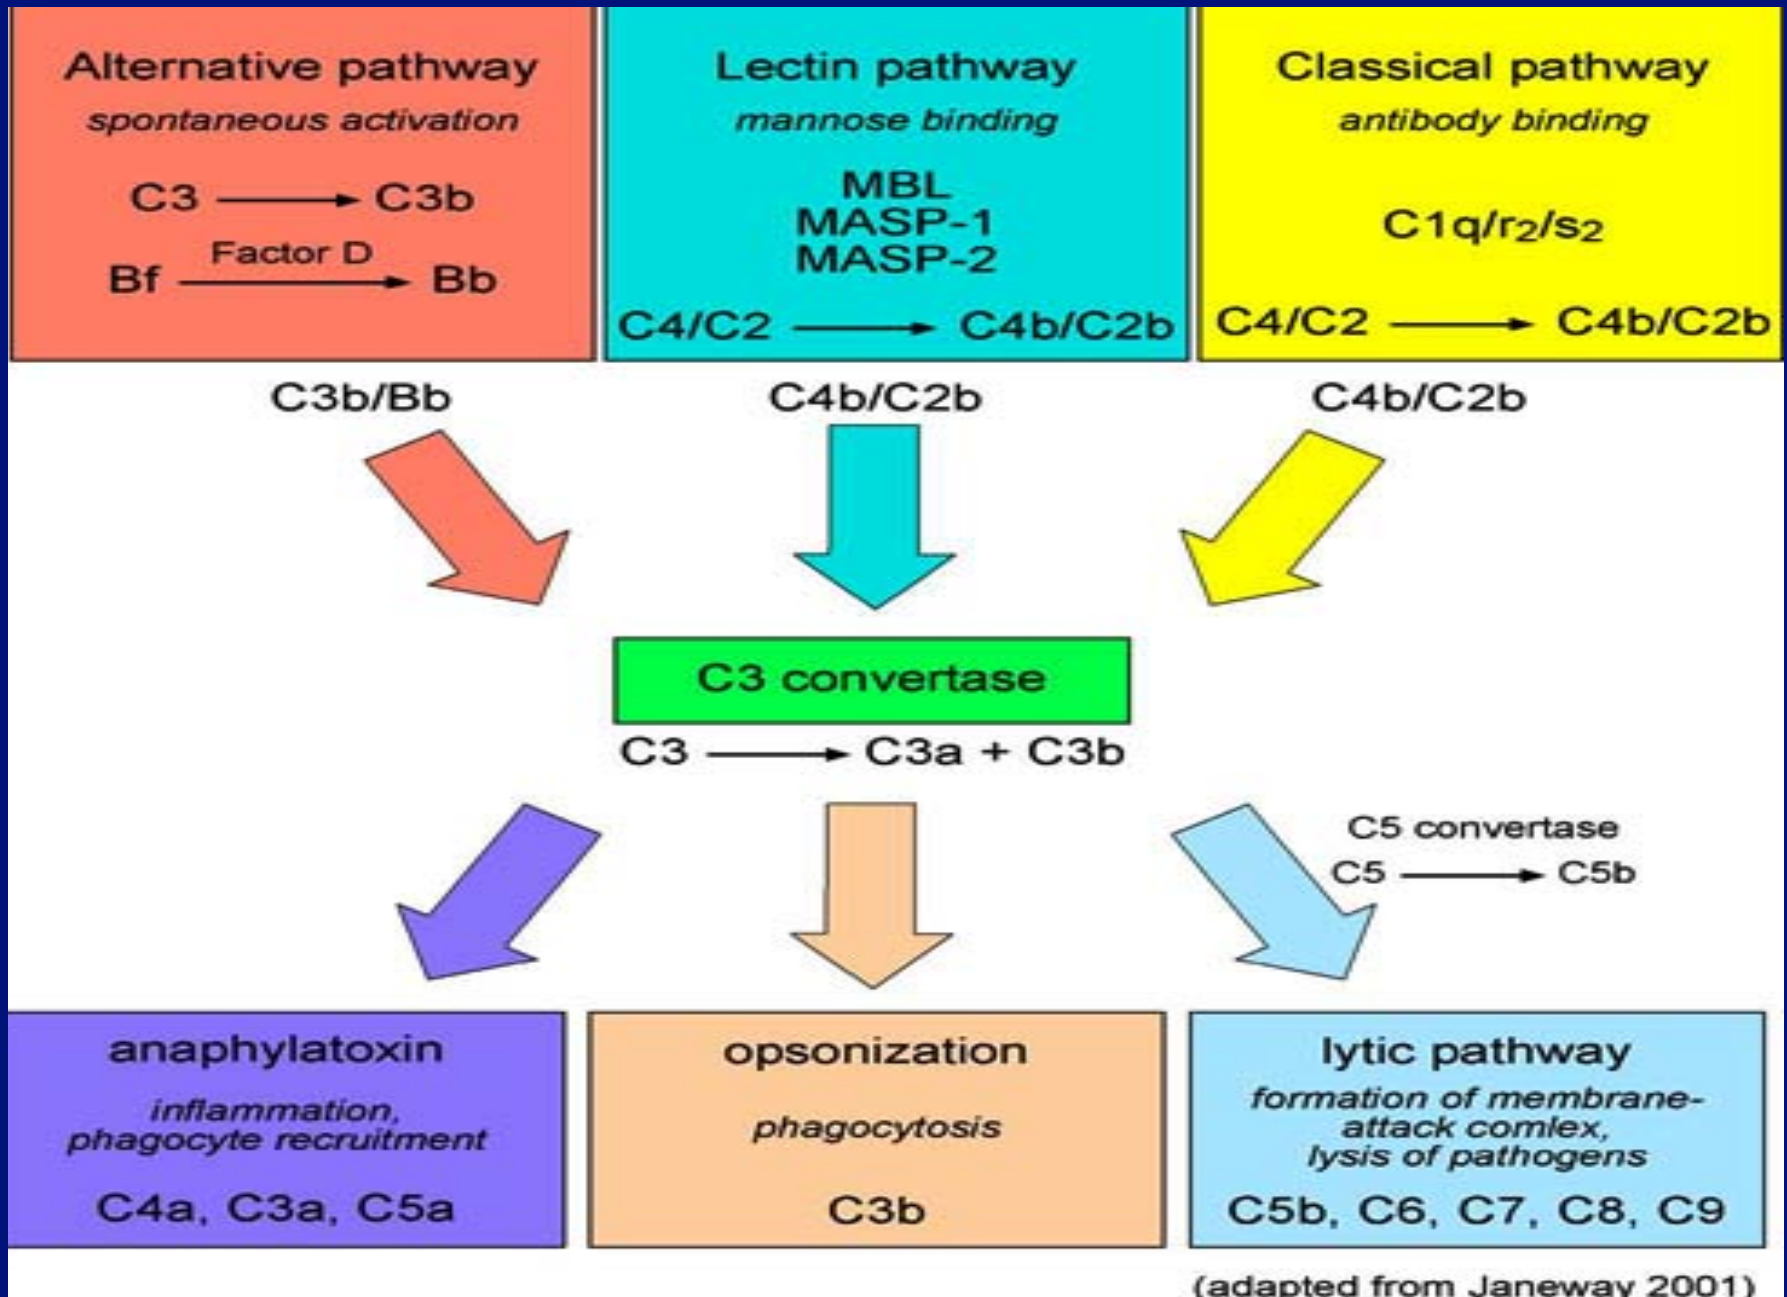 Alternative pathway
spontaneous activation
C3 → C3b
Factor D
Bf → Bb
Lectin pathway
mannose binding
MBL
MASP-1
MASP-2
C4/C2 → C4b/C2b
Classical pathway
antibody binding
C1q/r2/s2
C4/C2 → C4b/C2b
C3b/Bb
C4b/C2b
C4b/C2b
C3 convertase
C3 → C3a + C3b
C5 convertase
C5 → C5b
anaphylatoxin
inflammation,
phagocyte recruitment
C4a, C3a, C5a
opsonization
phagocytosis
C3b
lytic pathway
formation of membrane-
attack comlex,
lysis of pathogens
C5b, C6, C7, C8, C9
(adapted from Janeway 2001)